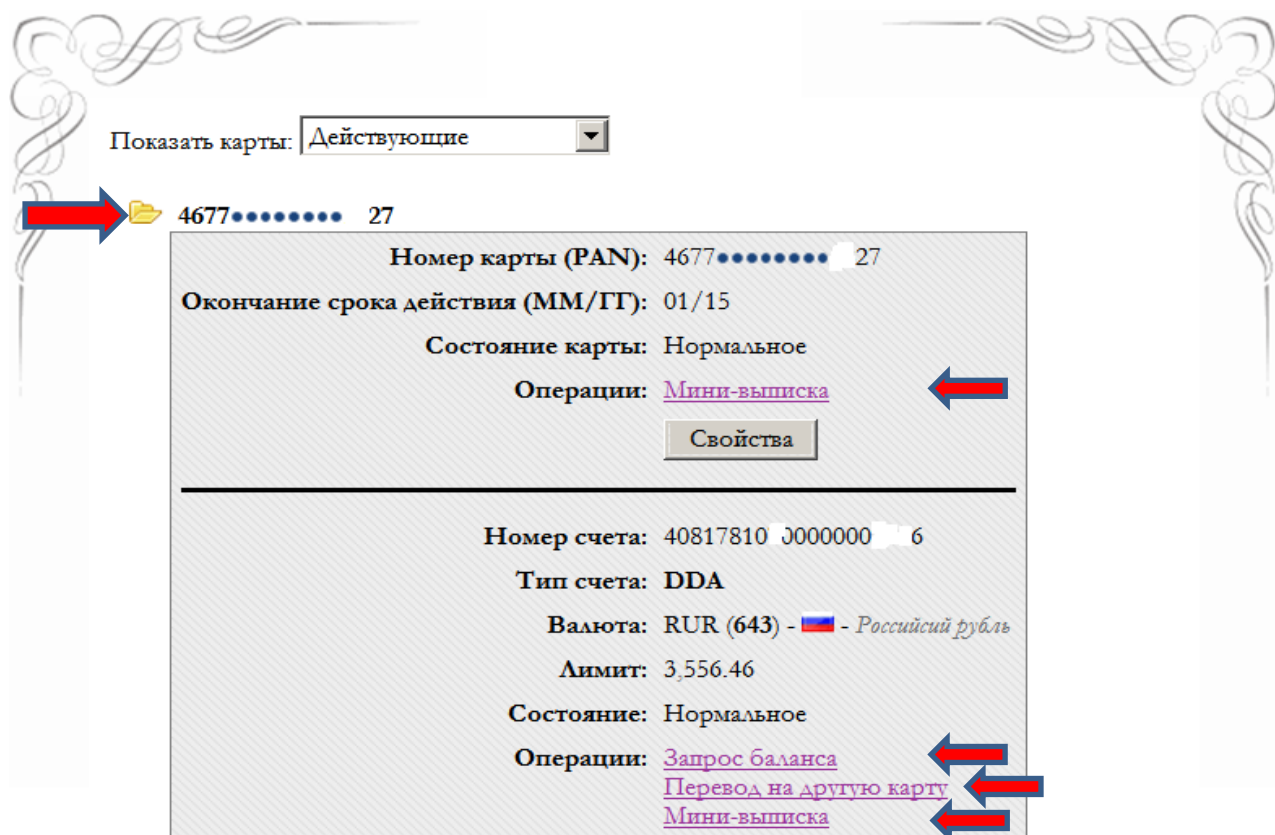 Показать карты: Действующие
4677●●●●●●●● 27
Номер карты (PAN): 4677●●●●●●●● 27
Окончание срока действия (ММ/ГГ): 01/15
Состояние карты: Нормальное
Операции: Мини-выписка
Свойства
Номер счета: 40817810 0000000 6
Тип счета: DDA
Валюта: RUR (643) - - Российсий рубль
Лимит: 3,556.46
Состояние: Нормальное
Операции: Запрос баланса
Перевод на другую карту
Мини-выписка